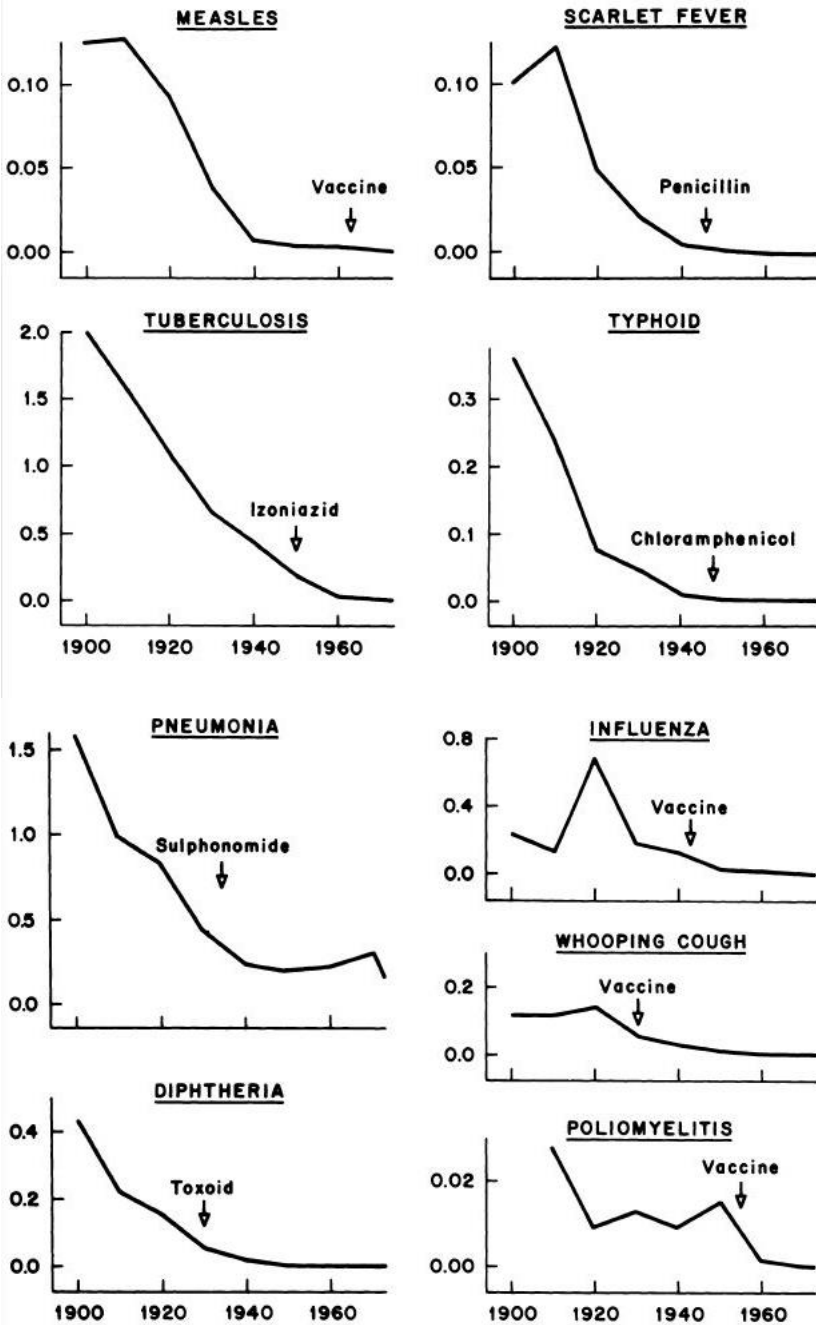 MEASLES
0.10
0.05
0.00
Vaccine
SCARLET FEVER
0.10
0.05
0.00
Penicillin
TUBERCULOSIS
2.0
1.5
1.0
0.5
0.0
Izoniazid
1900 1920 1940 1960
TYPHOID
0.3
0.2
0.1
0.0
Chloramphenicol
1900 1920 1940 1960
PNEUMONIA
1.5
1.0
0.5
0.0
Sulphonomide
INFLUENZA
0.8
0.4
0.0
Vaccine
WHOOPING COUGH
0.2
0.0
Vaccine
DIPHTHERIA
0.4
0.2
0.0
Toxoid
1900 1920 1940 1960
POLIOMYELITIS
0.02
0.00
Vaccine
1900 1920 1940 1960